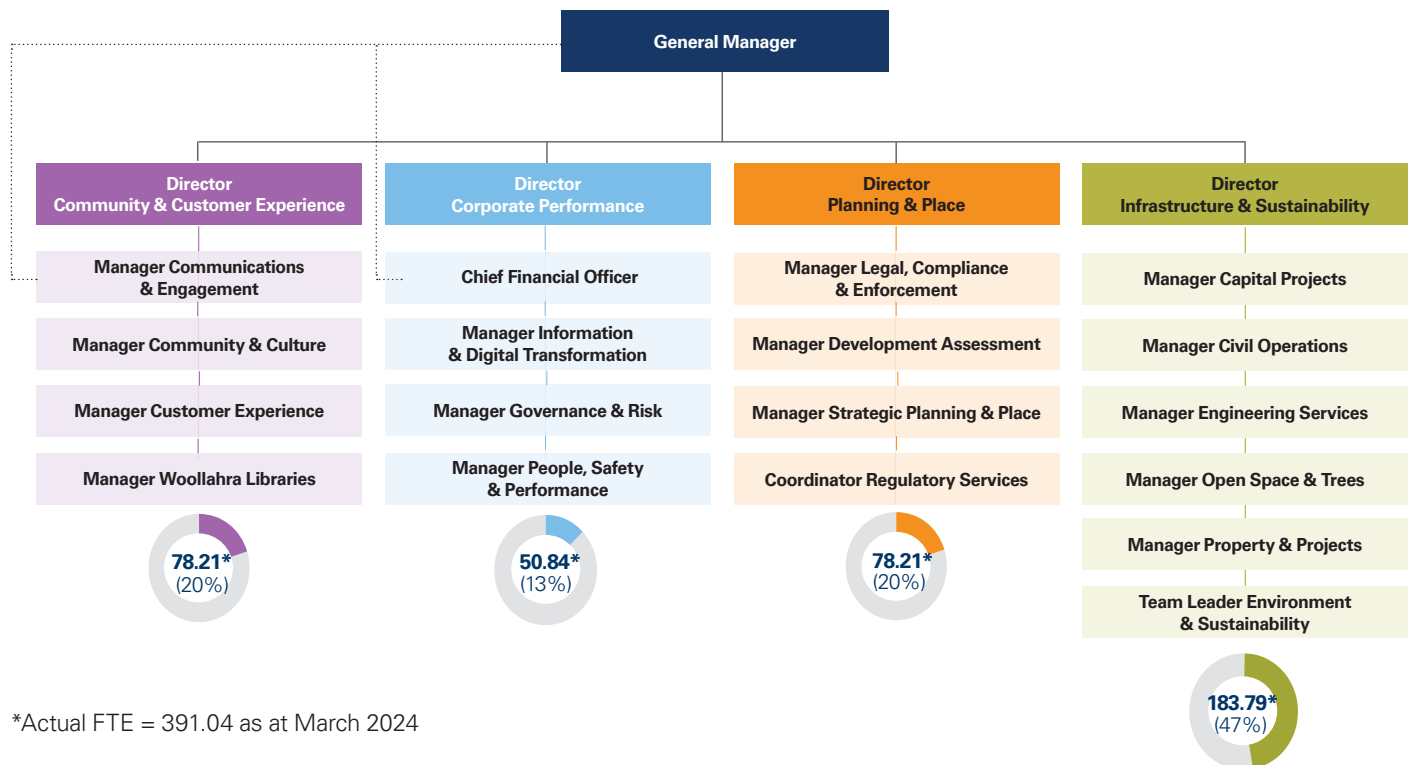 General Manager
Director
Community & Customer Experience
Manager Communications
& Engagement
Manager Community & Culture
Manager Customer Experience
Manager Woollahra Libraries
78.21*
(20%)
Director
Corporate Performance
Chief Financial Officer
Manager Information
& Digital Transformation
Manager Governance & Risk
Manager People, Safety
& Performance
50.84*
(13%)
Director
Planning & Place
Manager Legal, Compliance
& Enforcement
Manager Development Assessment
Manager Strategic Planning & Place
Coordinator Regulatory Services
78.21*
(20%)
Director
Infrastructure & Sustainability
Manager Capital Projects
Manager Civil Operations
Manager Engineering Services
Manager Open Space & Trees
Manager Property & Projects
Team Leader Environment
& Sustainability
183.79*
(47%)
*Actual FTE = 391.04 as at March 2024